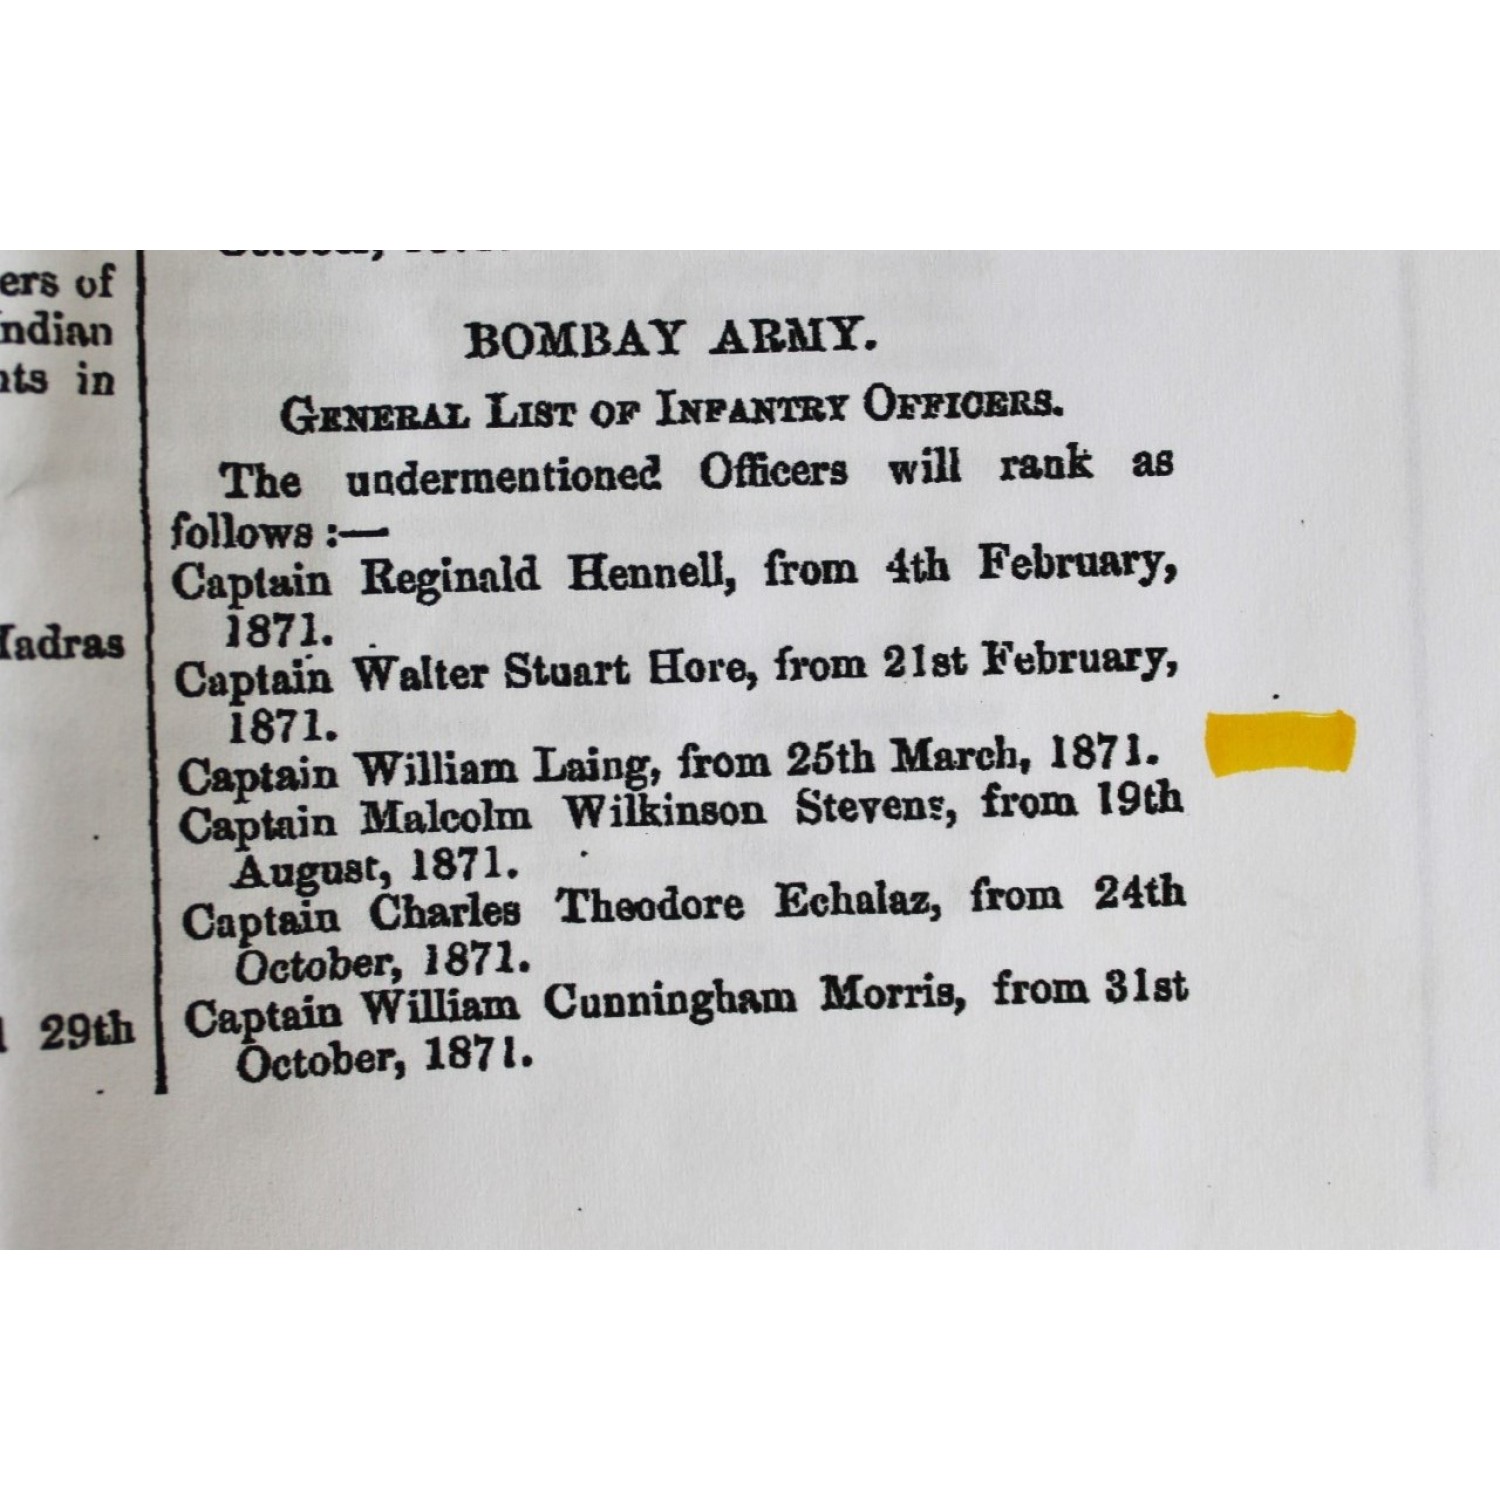 ers of
ndian
nts in
Madras
29th
BOMBAY ARMY.
GENERAL LIST OF INFANTRY OFFICERS.
The undermentioned Officers will rank as
follows :—
Captain Reginald Hennell, from 4th February,
1871.
Captain Walter Stuart Hore, from 21st February,
1871.
Captain William Laing, from 25th March, 1871.
Captain Malcolm Wilkinson Stevens, from 19th
August, 1871.
Captain Charles Theodore Echalaz, from 24th
October, 1871.
Captain William Cunningham Morris, from 31st
October, 1871.